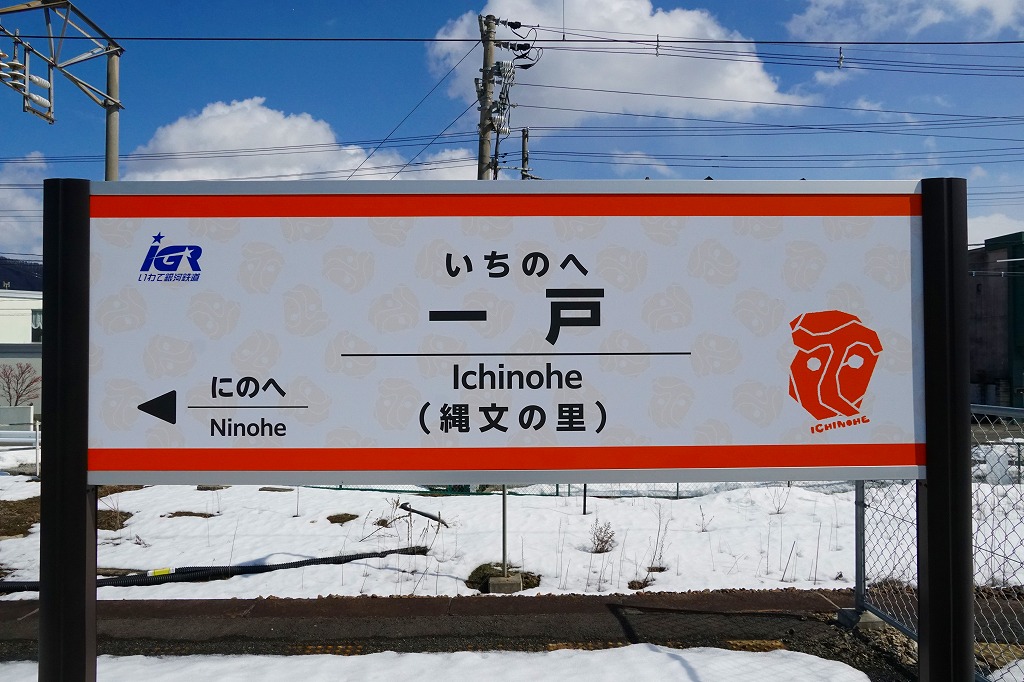 IGR
いわて銀河鉄道
いちのへ
一戸
Ichinohe
(縄文の里)
にのへ
Ninohe
ICHINOHE